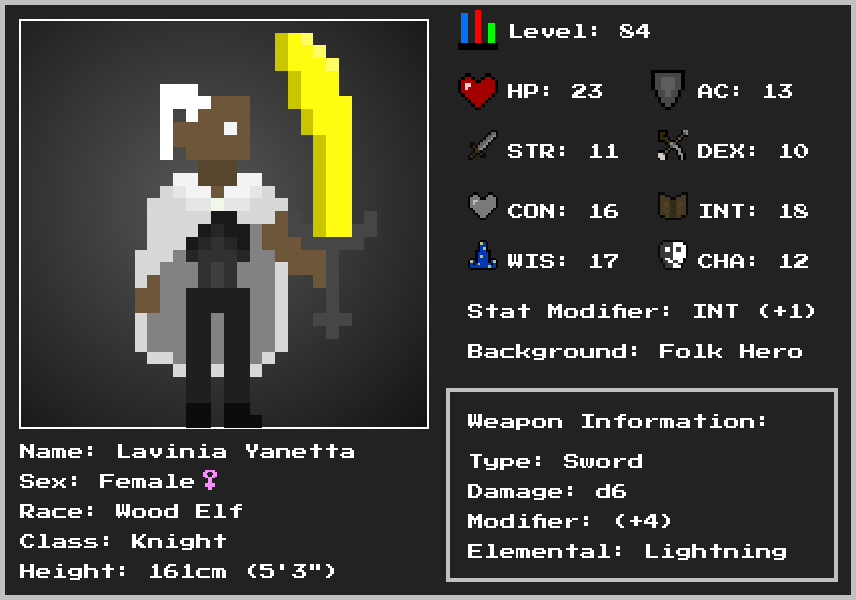 Level: 84
HP: 23
AC: 13
STR: 11
DEX: 10
CON: 16
INT: 18
WIS: 17
CHA: 12
Stat Modifier: INT (+1)
Background: Folk Hero
Name: Lavinia Yanetta
Sex: Female♀
Race: Wood Elf
Class: Knight
Height: 161cm (5'3")
Weapon Information:
Type: Sword
Damage: d6
Modifier: (+4)
Elemental: Lightning